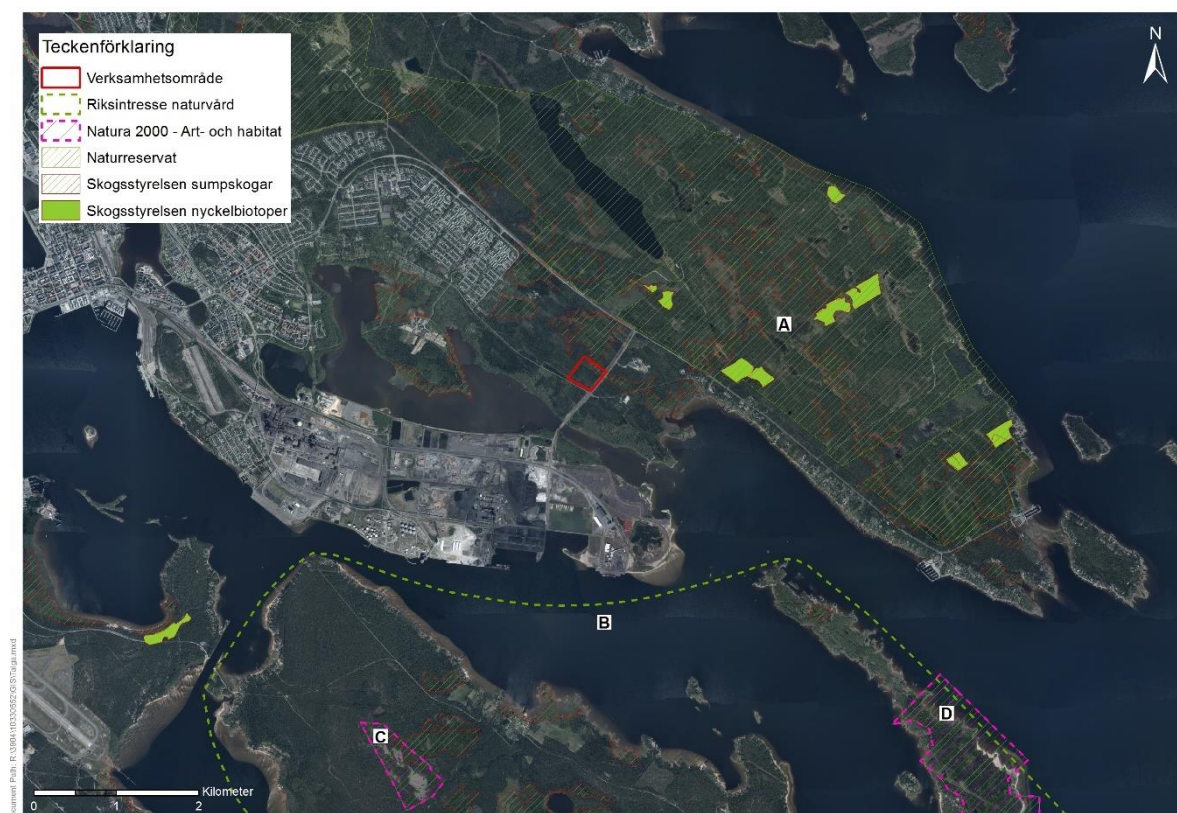 Teckenförklaring
Verksamhetsområde
Riksintresse naturvård
Natura 2000 - Art- och habitat
Naturreservat
Skogsstyrelsen sumpskogar
Skogsstyrelsen nyckelbiotoper
N
A
B
C
D
Kilometer
0 1 2